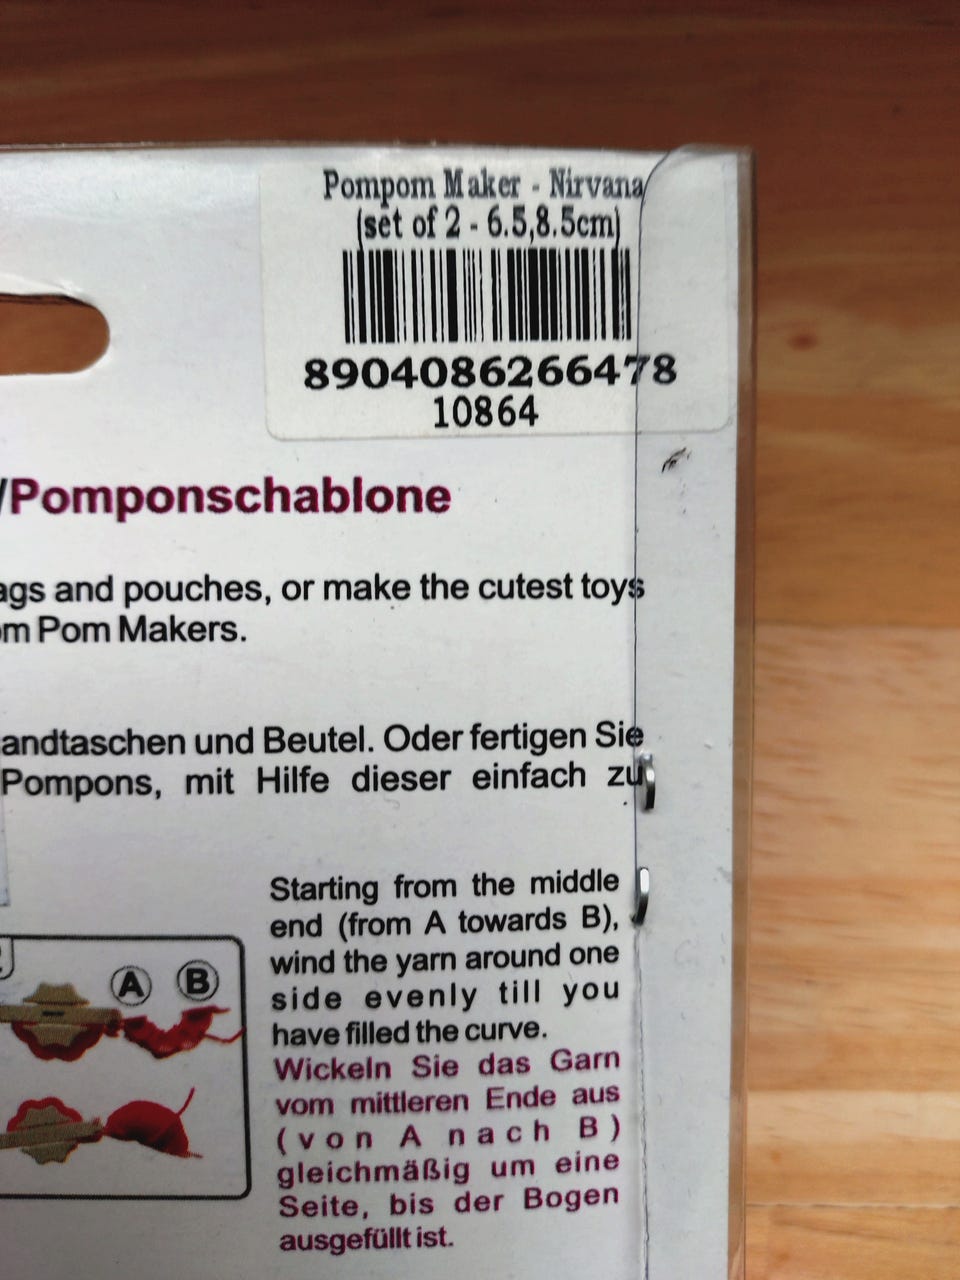 Pompom Maker - Nirvana
(set of 2 - 6.5,8.5cm)
8904086266478
10864
/Pomponschablone
ags and pouches, or make the cutest toys
om Pom Makers.
andtaschen und Beutel. Oder fertigen Sie
Pompons, mit Hilfe dieser einfach zu
Starting from the middle
end (from A towards B),
wind the yarn around one
side evenly till you
have filled the curve.
Wickeln Sie das Garn
vom mittleren Ende aus
(von A nach B)
gleichmäßig um eine
Seite, bis der Bogen
ausgefüllt ist.
A B